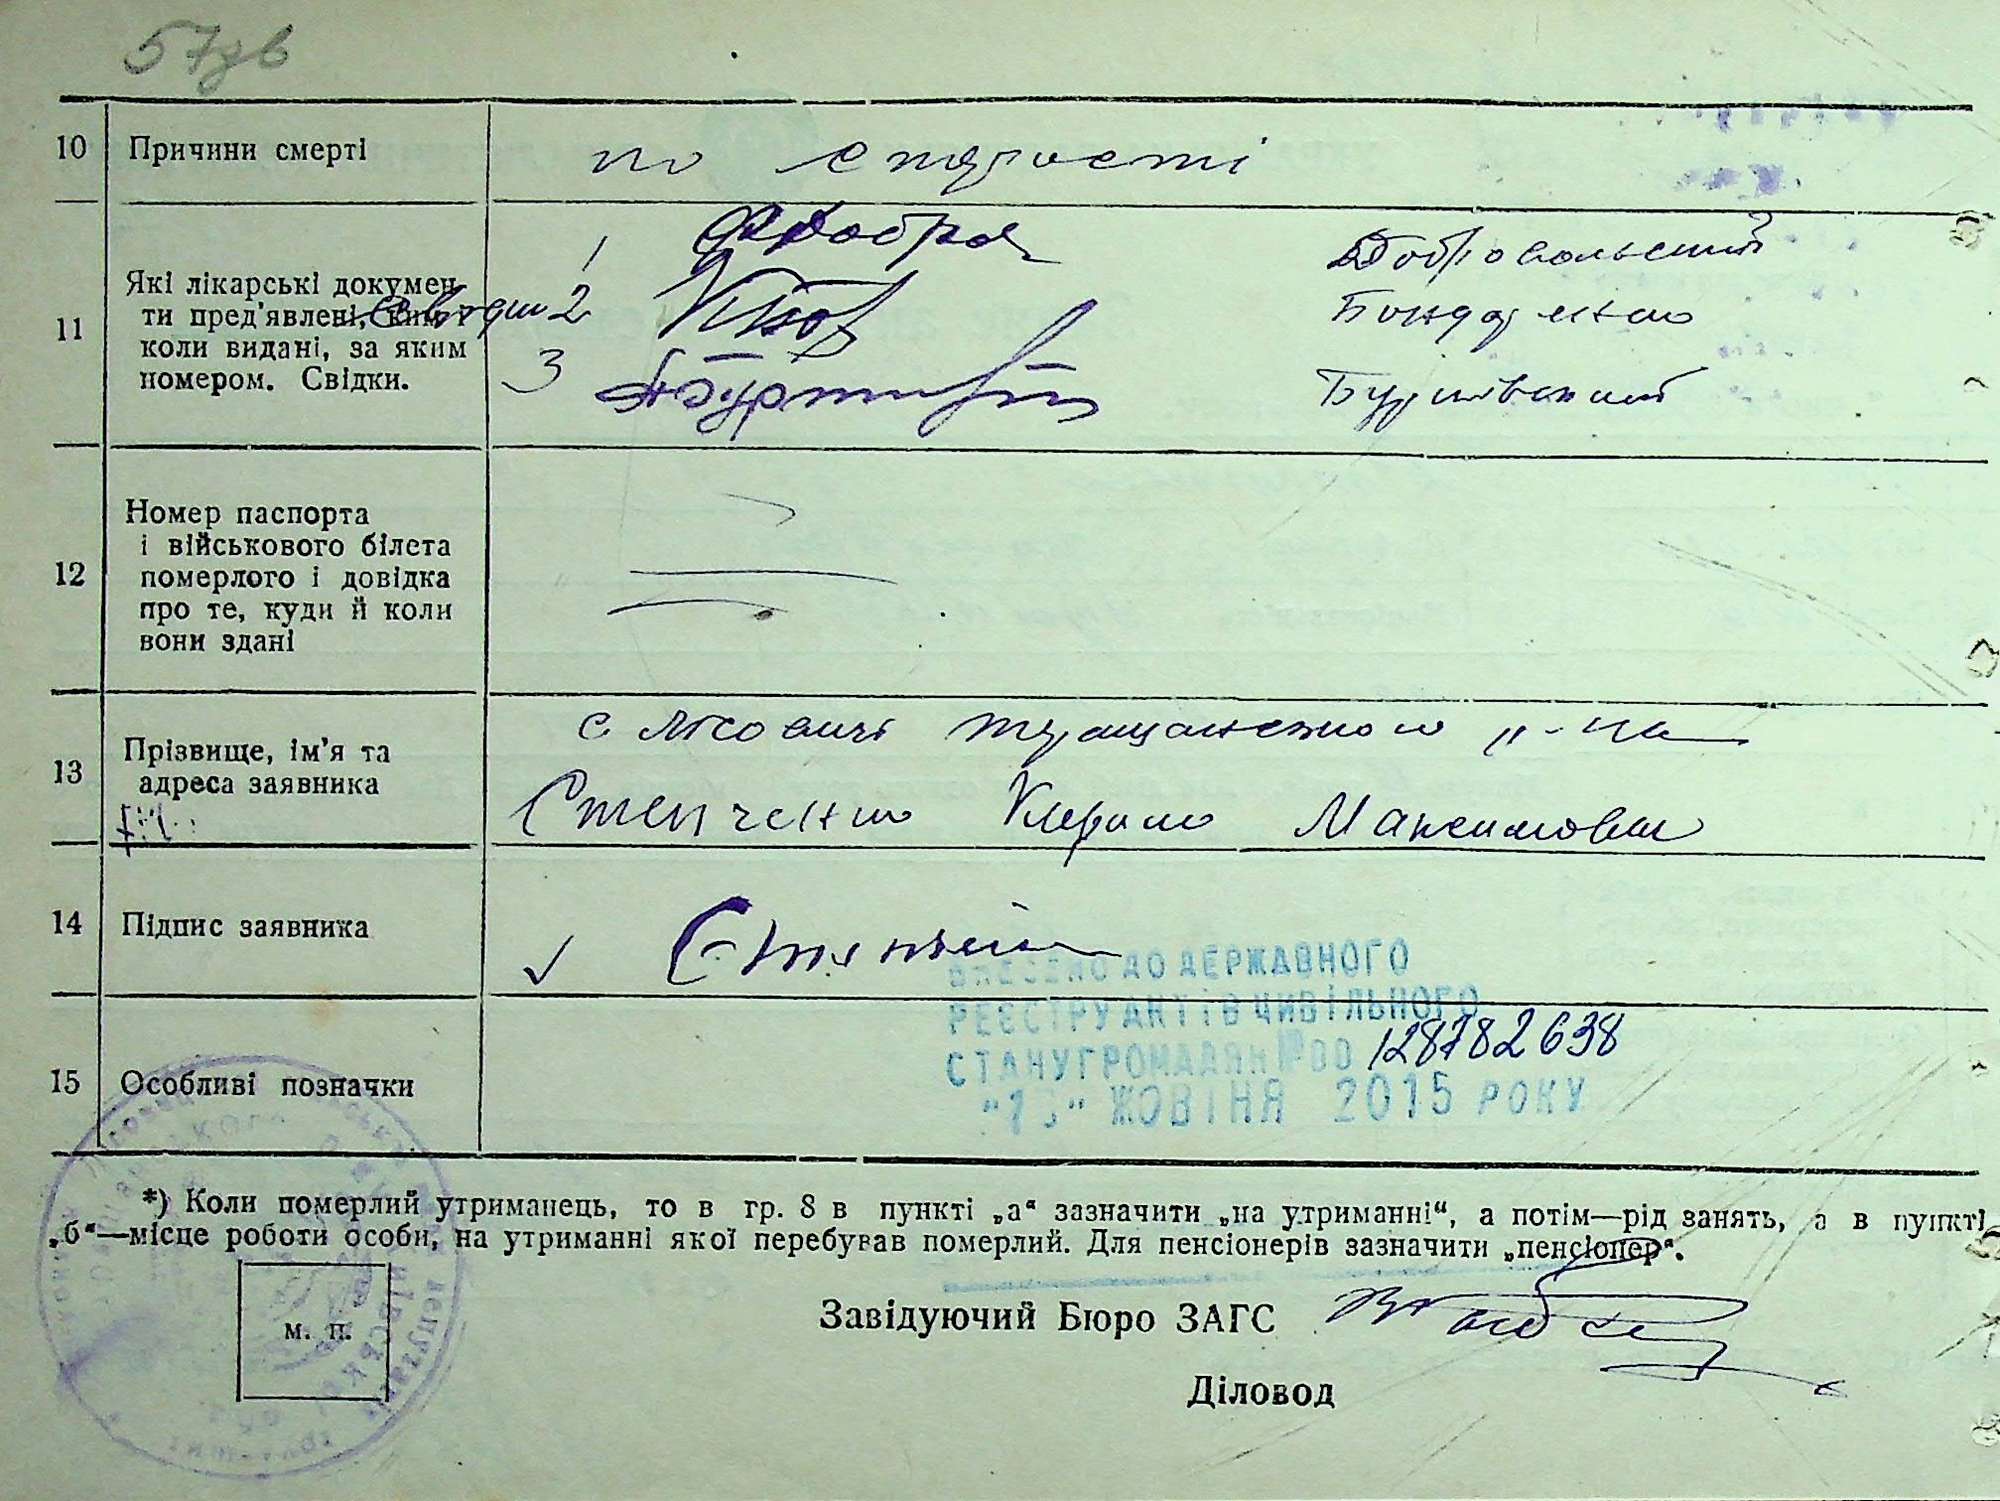 57зв
10 Причини смерті
по старості
11 Які лікарські докумен-
ти пред'явлені, ким і
коли видані, за яким
номером. Свідки.
свідки
1 Добров Добровольський
2 Бондаренко
3
12 Номер паспорта
і військового білета
померлого і довідка
про те, куди й коли
вони здані
13 Прізвище, ім'я та
адреса заявника
с Лісовичі Таращанського р-на
Степченко Кирило Максимович
14 Підпис заявника
15 Особливі позначки
ВНЕСЕНО ДО ДЕРЖАВНОГО
РЕЄСТРУ АКТІВ ЦИВІЛЬНОГО
СТАНУ ГРОМАДЯН №00 128782638
ЖОВТНЯ 2015 РОКУ
*) Коли померлий утриманець, то в гр. 8 в пункті „а“ зазначити „на утриманні“, а потім—рід занять, а в пункті
„б“—місце роботи особи, на утриманні якої перебував померлий. Для пенсіонерів зазначити „пенсіонер“.
м. п.
Завідуючий Бюро ЗАГС
Діловод